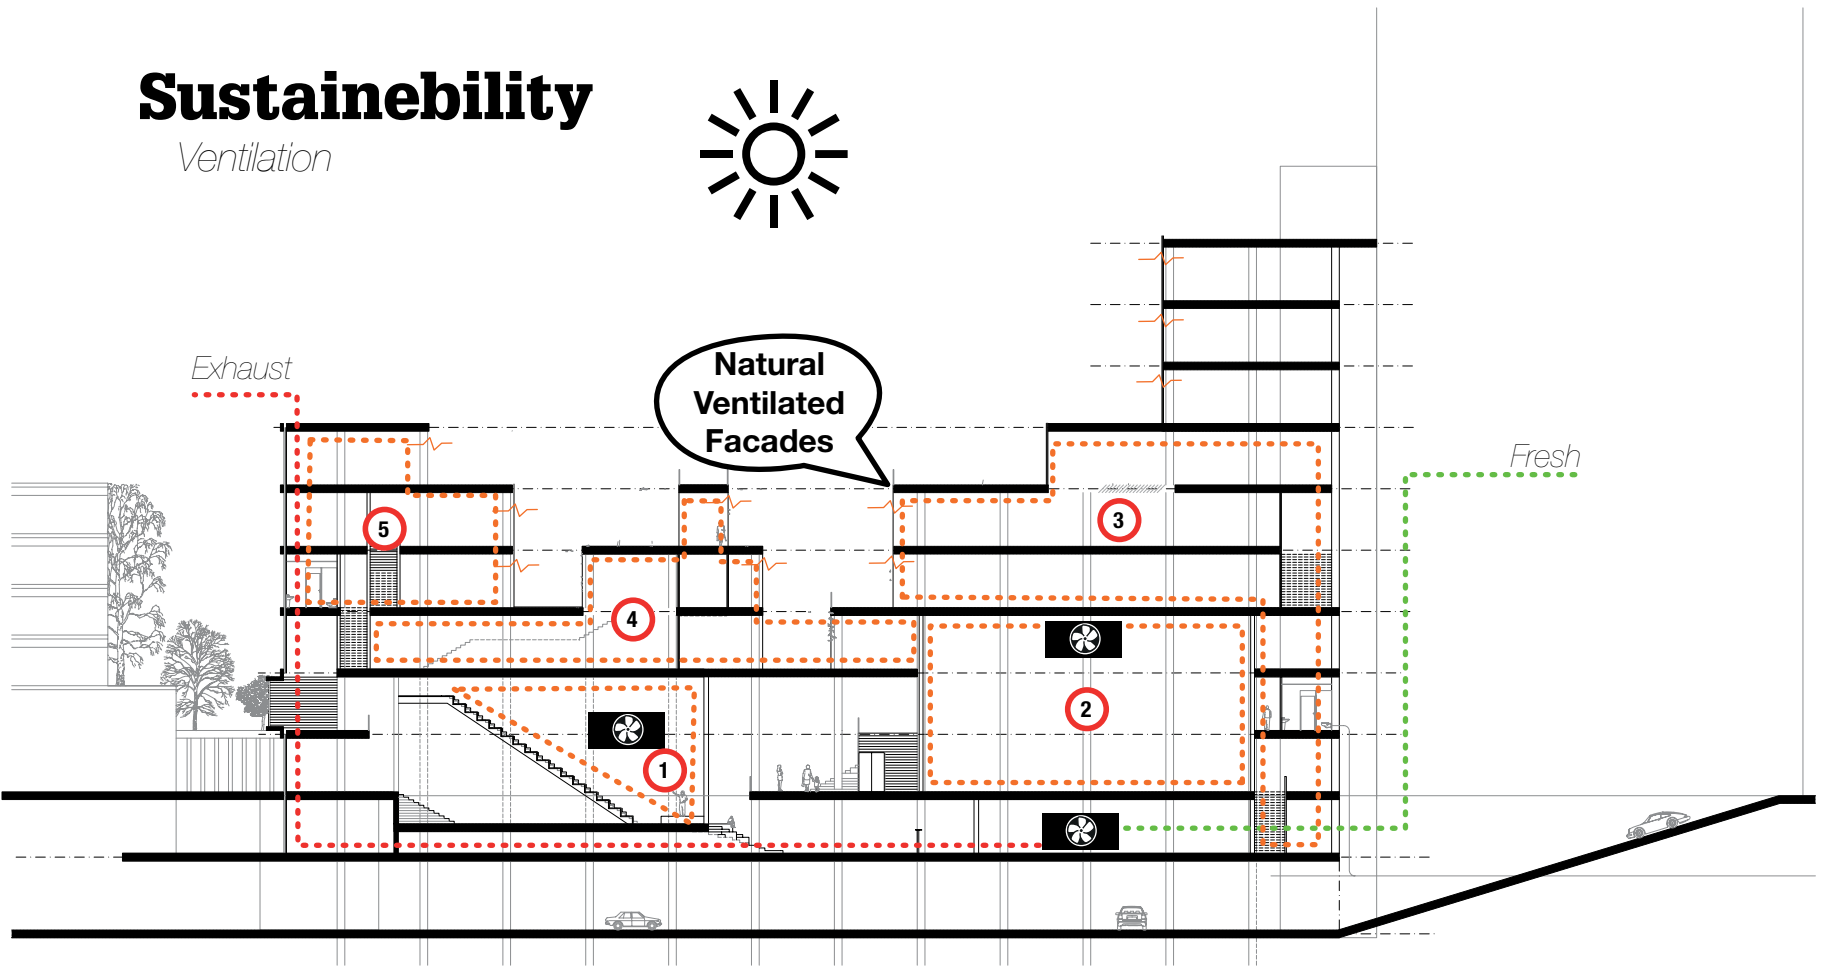 Sustainebility
Ventilation
Natural
Ventilated
Facades
Exhaust
Fresh
5
3
4
2
1